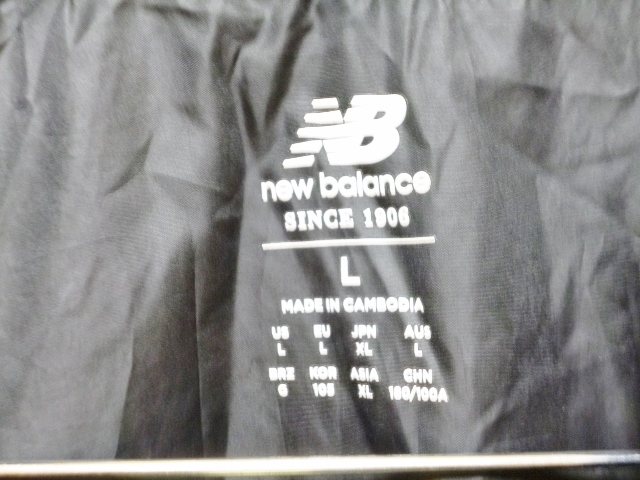 NB
new balance
SINCE 1906
L
MADE IN CAMBODIA
US EU JPN AUS
L L XL L
BRZ KOR ASIA CHN
G 105 XL 180/100A